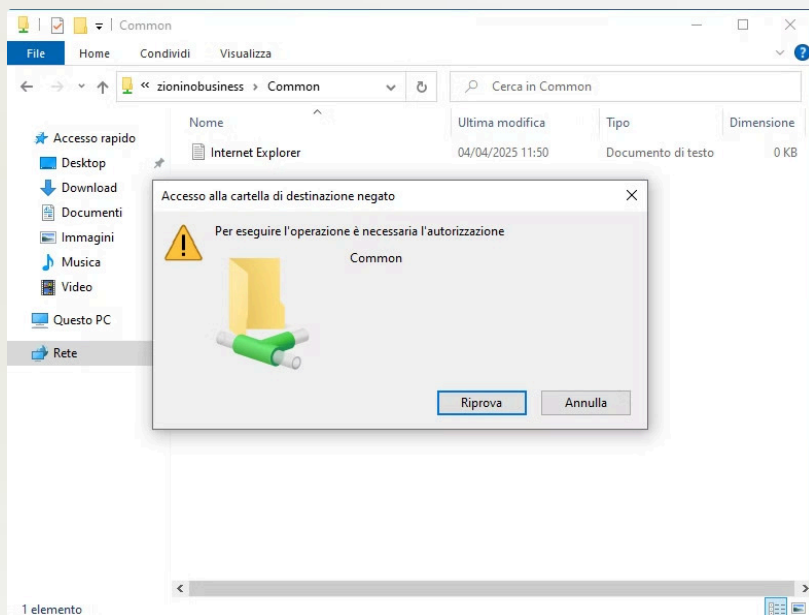 Common
File Home Condividi Visualizza
« zioninobusiness › Common
Cerca in Common
Nome Ultima modifica Tipo Dimensione
Internet Explorer 04/04/2025 11:50 Documento di testo 0 KB
Accesso rapido
Desktop
Download
Documenti
Immagini
Musica
Video
Questo PC
Rete
Accesso alla cartella di destinazione negato
Per eseguire l'operazione è necessaria l'autorizzazione
Common
Riprova Annulla
1 elemento